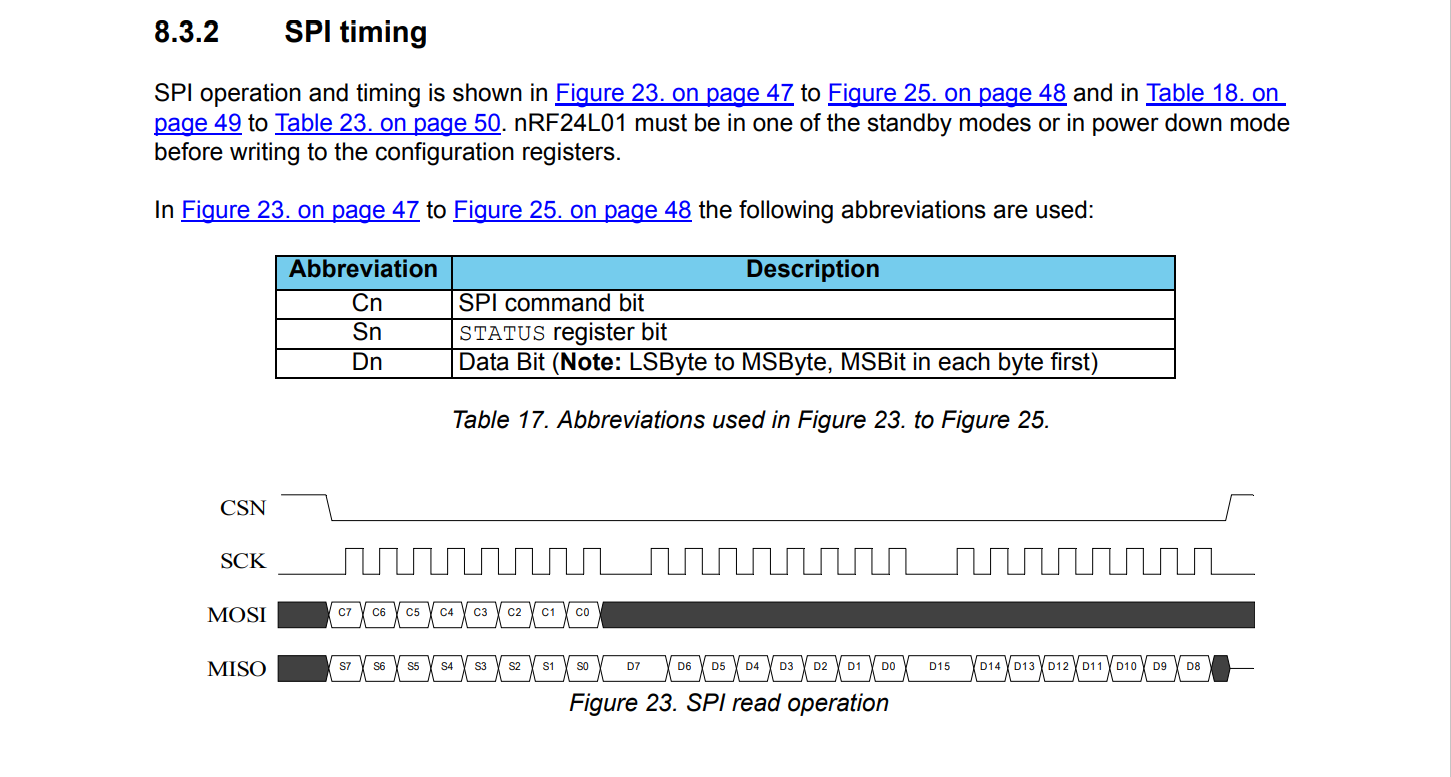 8.3.2 SPI timing
SPI operation and timing is shown in Figure 23. on page 47 to Figure 25. on page 48 and in Table 18. on
page 49 to Table 23. on page 50. nRF24L01 must be in one of the standby modes or in power down mode
before writing to the configuration registers.
In Figure 23. on page 47 to Figure 25. on page 48 the following abbreviations are used:
Abbreviation Description
Cn SPI command bit
Sn STATUS register bit
Dn Data Bit (Note: LSByte to MSByte, MSBit in each byte first)
Table 17. Abbreviations used in Figure 23. to Figure 25.
CSN
SCK
MOSI C7 C6 C5 C4 C3 C2 C1 C0
MISO S7 S6 S5 S4 S3 S2 S1 S0 D7 D6 D5 D4 D3 D2 D1 D0 D15 D14 D13 D12 D11 D10 D9 D8
Figure 23. SPI read operation